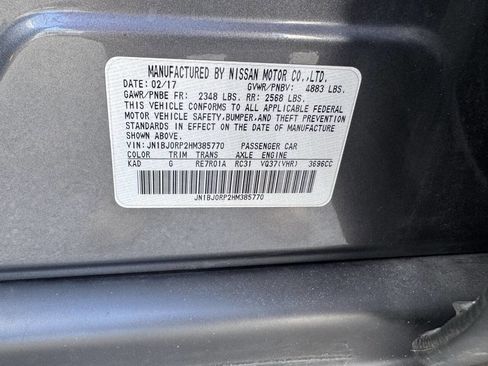 MANUFACTURED BY NISSAN MOTOR CO.,LTD.
DATE: 02/17 GVWR/PNBV: 4883 LBS.
GAWR/PNBE FR: 2348 LBS. RR: 2568 LBS.
THIS VEHICLE CONFORMS TO ALL APPLICABLE FEDERAL
MOTOR VEHICLE SAFETY,BUMPER,AND THEFT PREVENTION
STANDARDS IN EFFECT ON THE DATE OF MANUFACTURE
SHOWN ABOVE.
VIN: JN1BJ0RP2HM385770 PASSENGER CAR
COLOR TRIM TRANS AXLE ENGINE
KAD G RE7R01A RC31 VQ37(VHR) 3696CC
JN1BJ0RP2HM385770